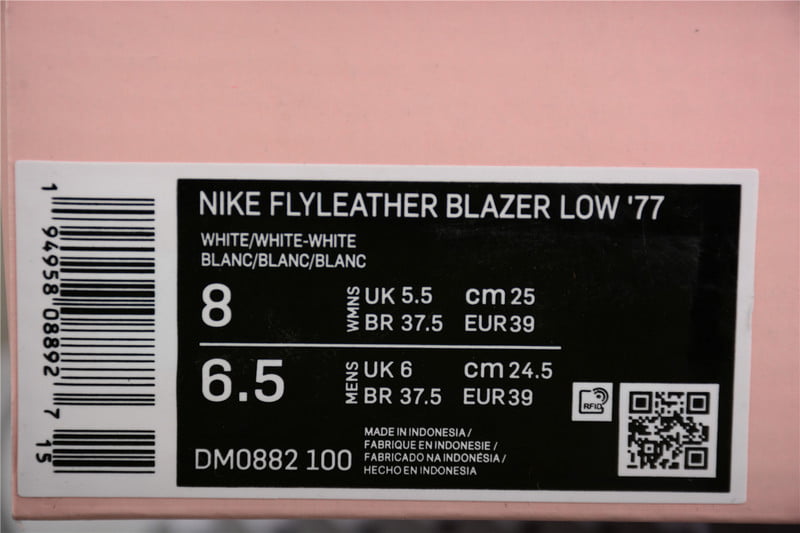 1 94958 08892 7 15
NIKE FLYLEATHER BLAZER LOW '77
WHITE/WHITE-WHITE
BLANC/BLANC/BLANC
8 WMNS UK 5.5 cm 25
BR 37.5 EUR 39
6.5 MENS UK 6 cm 24.5
BR 37.5 EUR 39
RFID
DM0882 100
MADE IN INDONESIA /
FABRIQUE EN INDONESIE /
FABRICADO NA INDONÉSIA /
HECHO EN INDONESIA